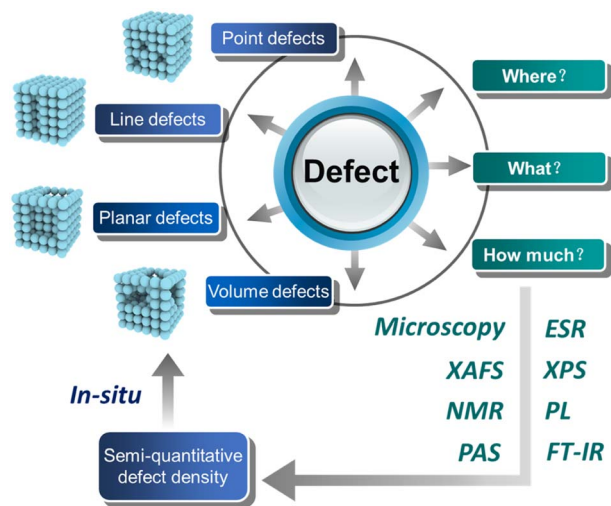 Point defects
Line defects
Planar defects
Volume defects
Defect
Where?
What?
How much?
Microscopy
ESR
XAFS
XPS
NMR
PL
PAS
FT-IR
In-situ
Semi-quantitative
defect density